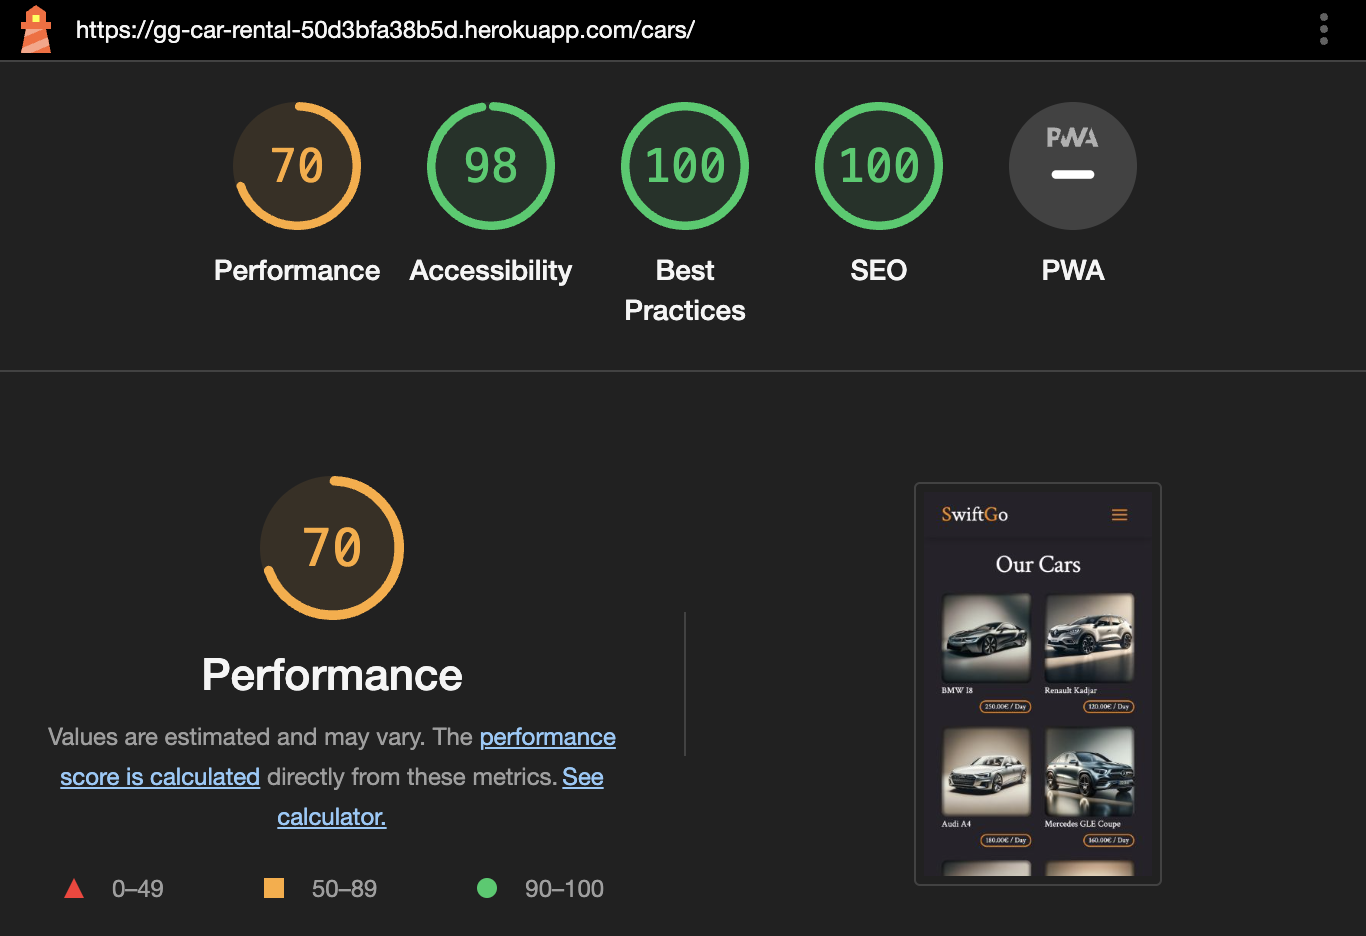 https://gg-car-rental-50d3bfa38b5d.herokuapp.com/cars/
70
98
100
100
PWA
Performance
Accessibility
Best
Practices
SEO
PWA
70
Performance
Values are estimated and may vary. The performance
score is calculated directly from these metrics. See
calculator.
0–49
50–89
90–100
SwiftGo
Our Cars
BMW I8
Renault Kadjar
250.00€ / Day
120.00€ / Day
Audi A4
Mercedes GLE Coupe
180.00€ / Day
160.00€ / Day